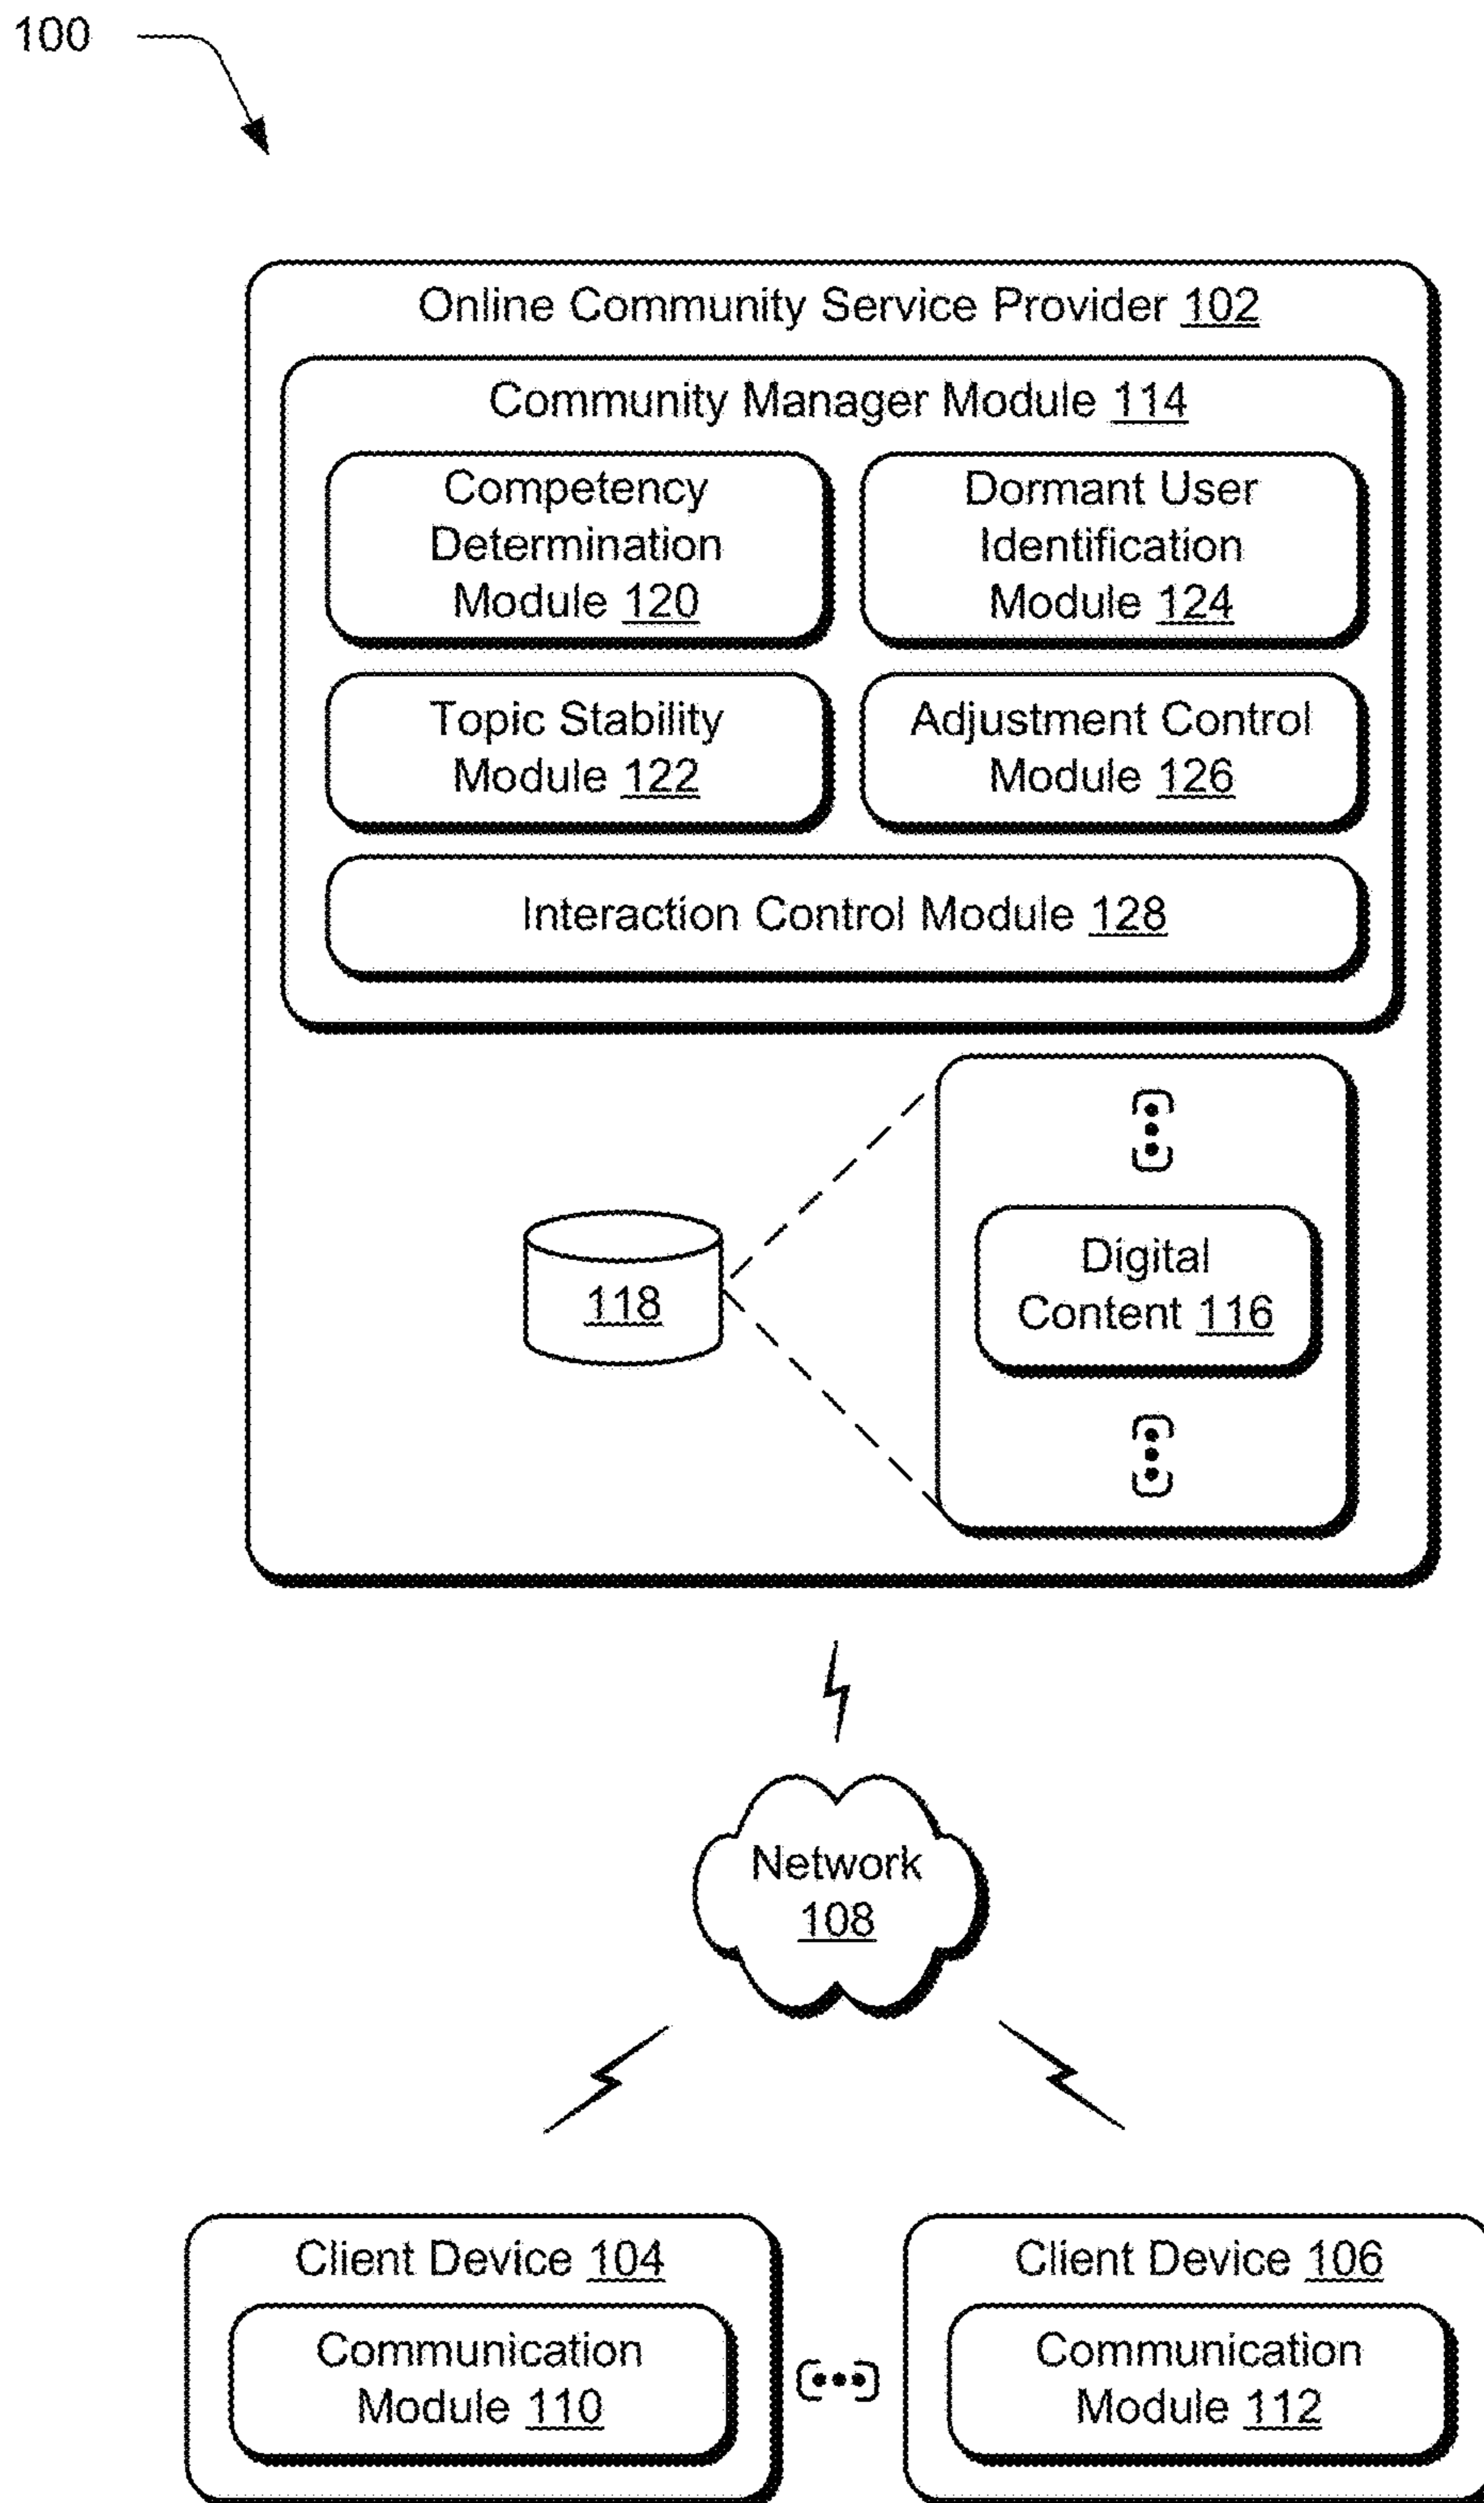 100
Online Community Service Provider 102
Community Manager Module 114
Competency
Determination
Module 120
Dormant User
Identification
Module 124
Topic Stability
Module 122
Adjustment Control
Module 126
Interaction Control Module 128
118
Digital
Content 116
Network
108
Client Device 104
Communication
Module 110
Client Device 106
Communication
Module 112